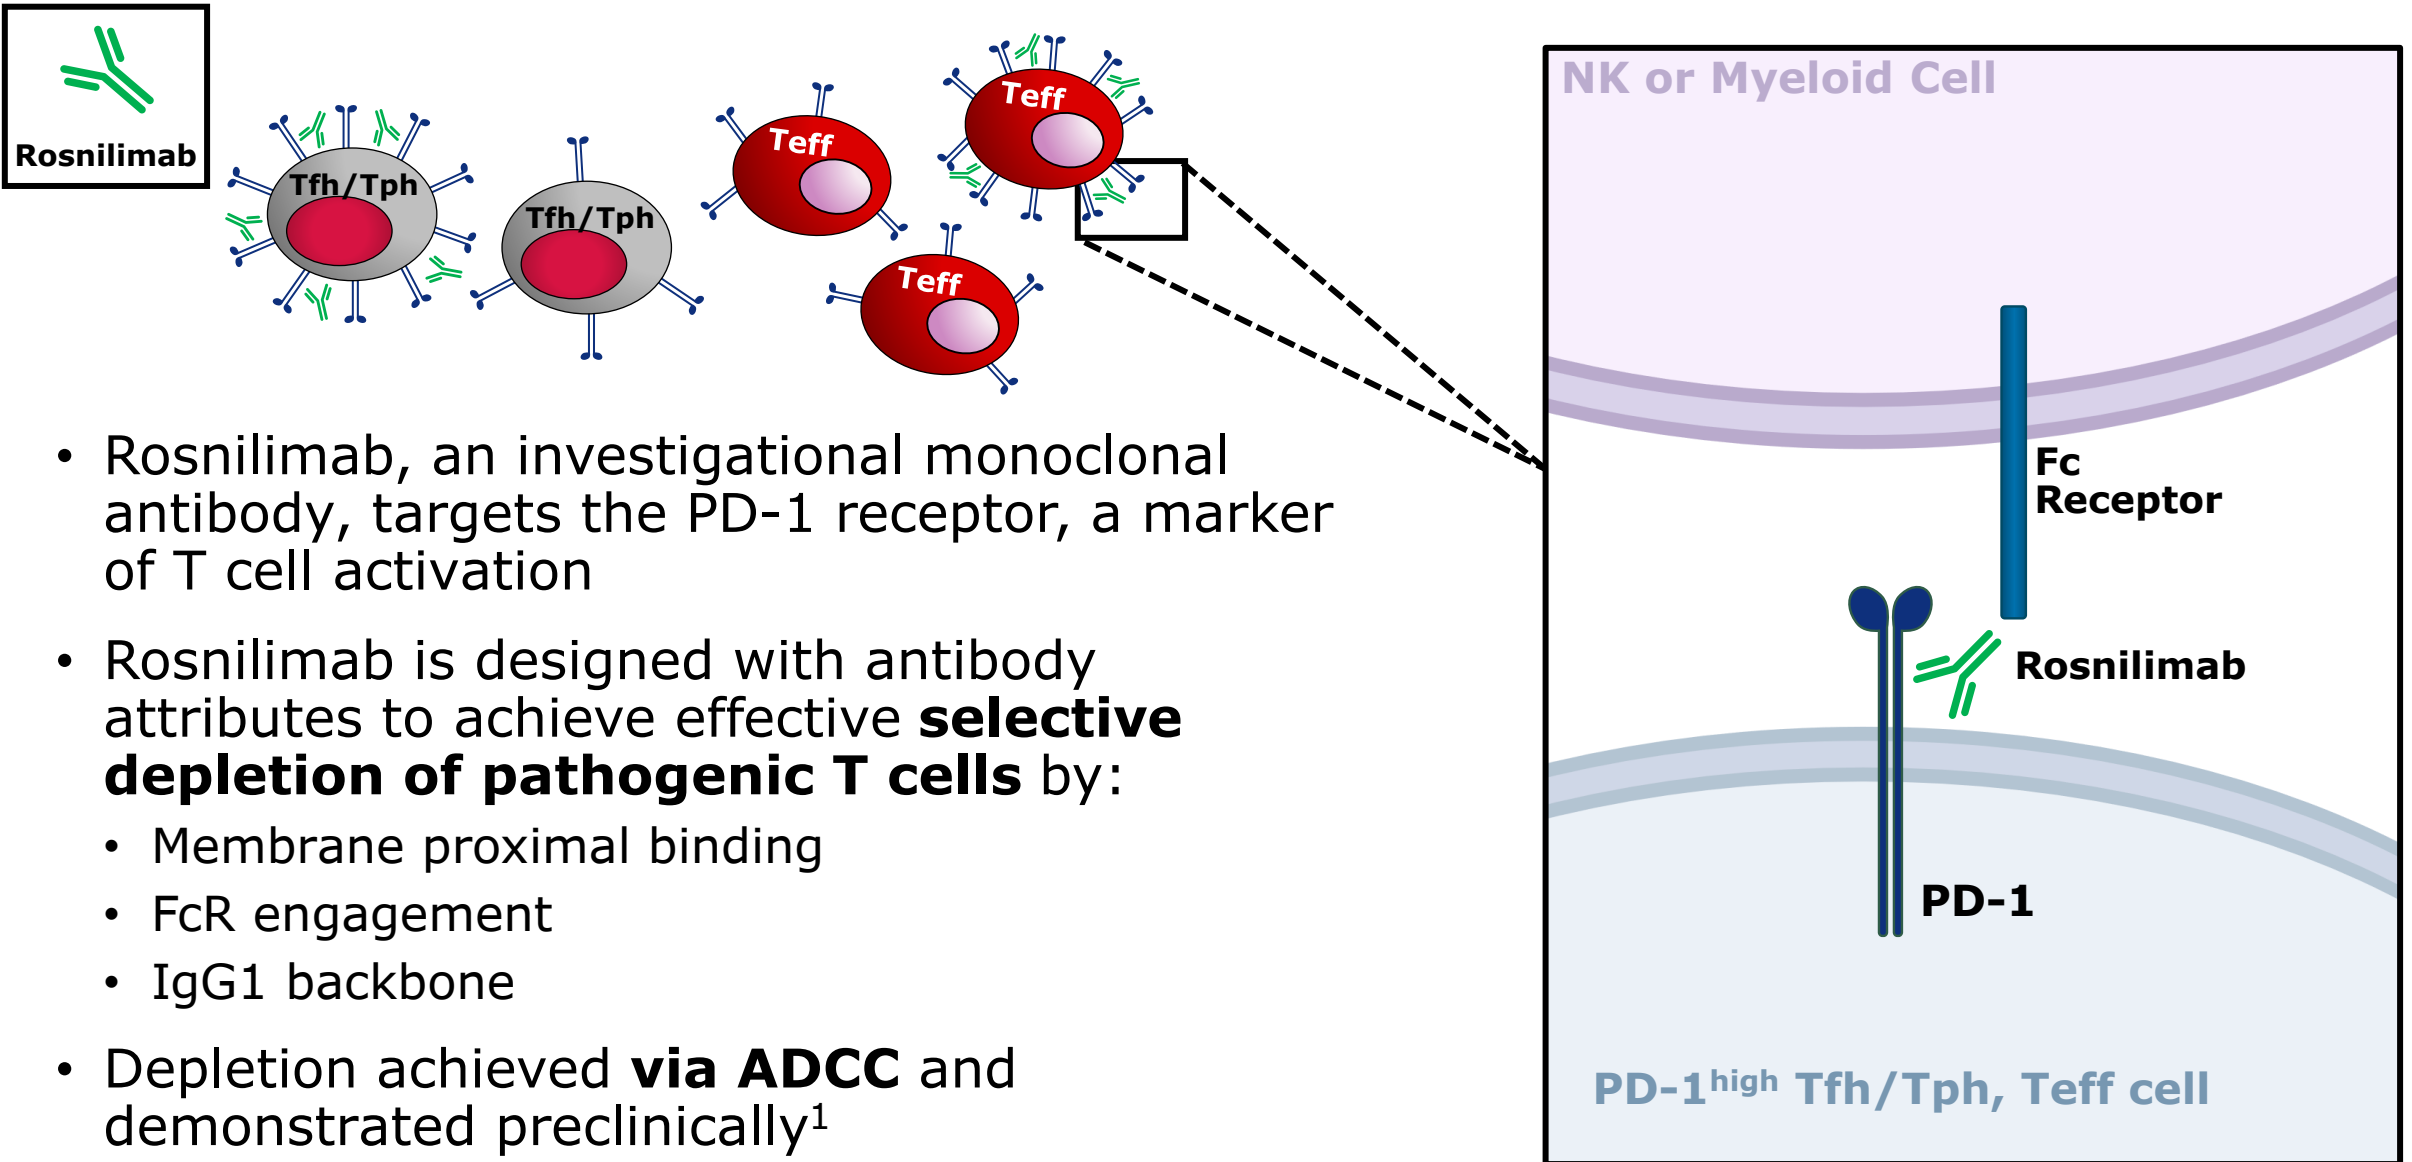 Rosnilimab
Tfh/Tph
Tfh/Tph
Teff
Teff
Teff
• Rosnilimab, an investigational monoclonal
antibody, targets the PD-1 receptor, a marker
of T cell activation
• Rosnilimab is designed with antibody
attributes to achieve effective selective
depletion of pathogenic T cells by:
• Membrane proximal binding
• FcR engagement
• IgG1 backbone
• Depletion achieved via ADCC and
demonstrated preclinically¹
NK or Myeloid Cell
Fc
Receptor
Rosnilimab
PD-1
PD-1ʰⁱᵍʰ Tfh/Tph, Teff cell